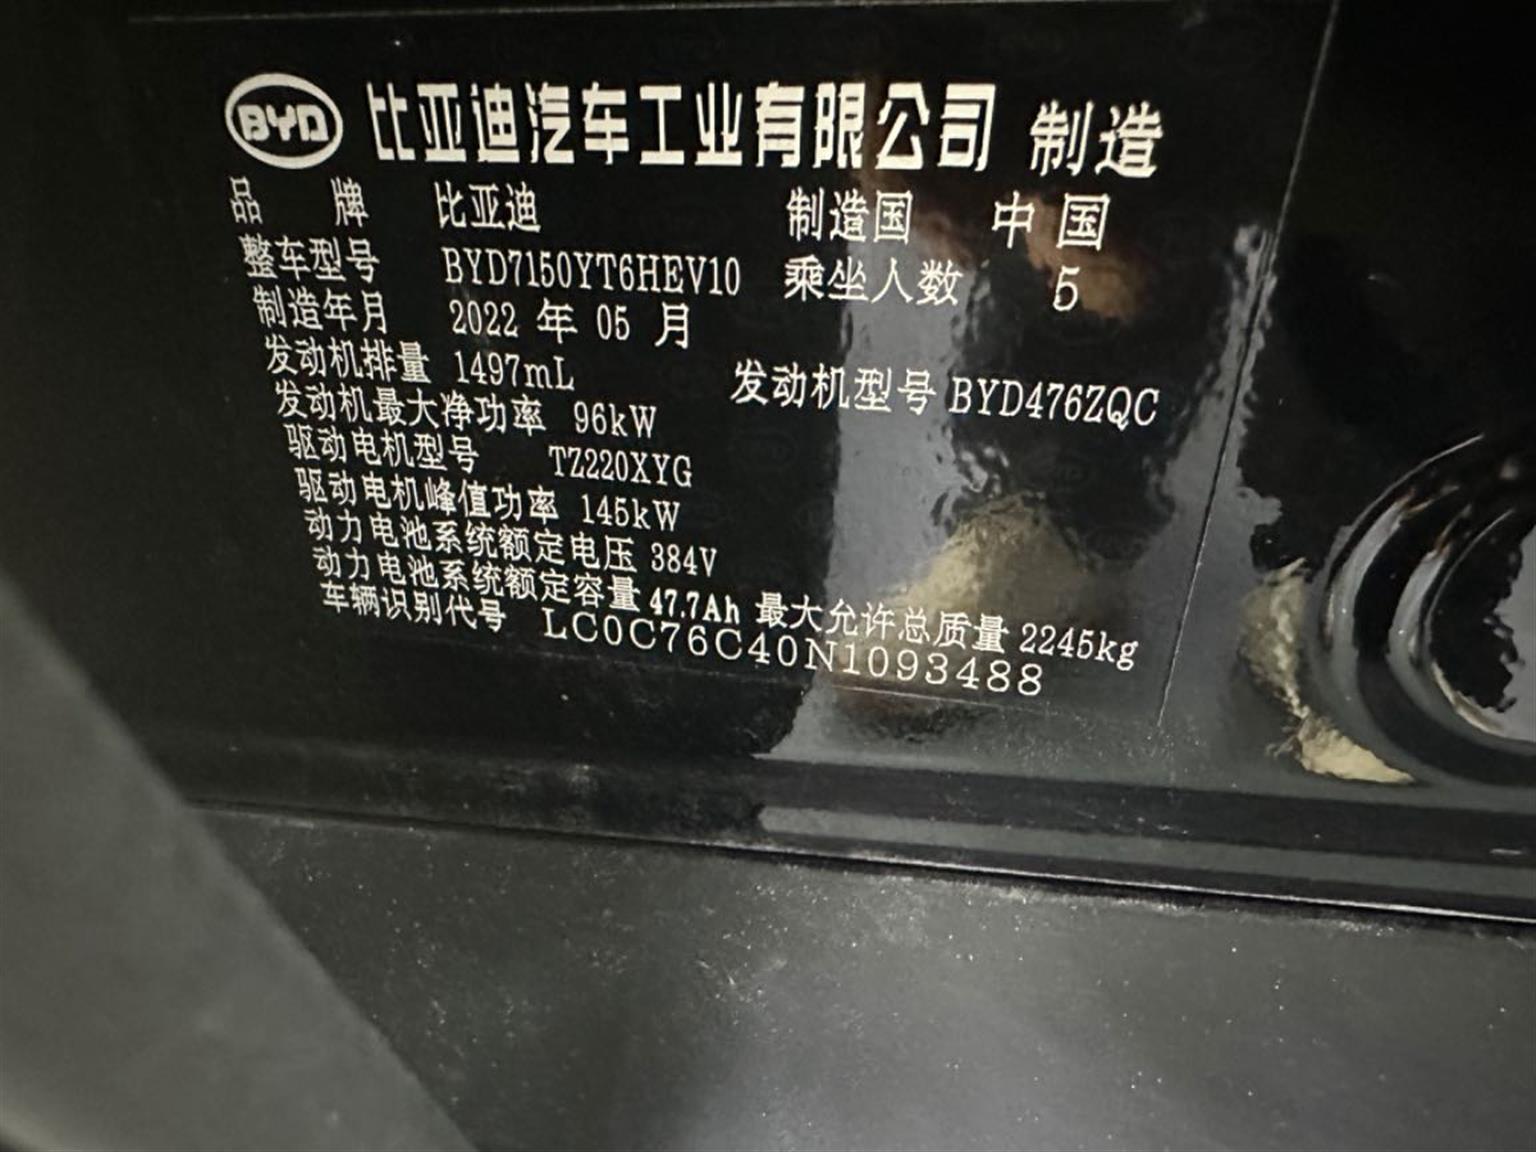 BYD 比亚迪汽车工业有限公司 制造
品 牌 比亚迪 制造国 中国
整车型号 BYD7150YT6HEV10 乘坐人数 5
制造年月 2022 年 05 月
发动机排量 1497mL 发动机型号 BYD476ZQC
发动机最大净功率 96kW
驱动电机型号 TZ220XYG
驱动电机峰值功率 145kW
动力电池系统额定电压 384V
动力电池系统额定容量 47.7Ah 最大允许总质量 2245kg
车辆识别代号 LC0C76C40N1093488